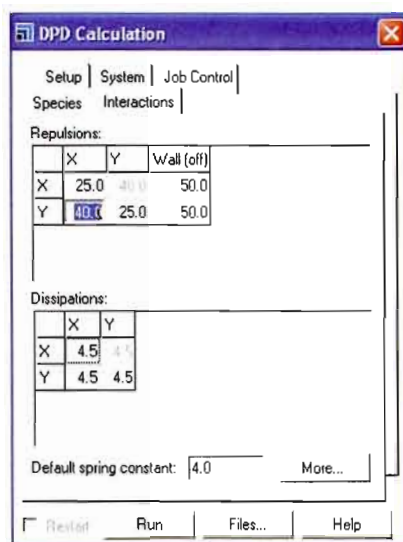 DPD Calculation
Setup System Job Control
Species Interactions
Repulsions:
X Y Wall (off)
X 25.0 40.0 50.0
Y 40.0 25.0 50.0
Dissipations:
X Y
X 4.5 4.5
Y 4.5 4.5
Default spring constant: 4.0 More...
Restart Run Files... Help